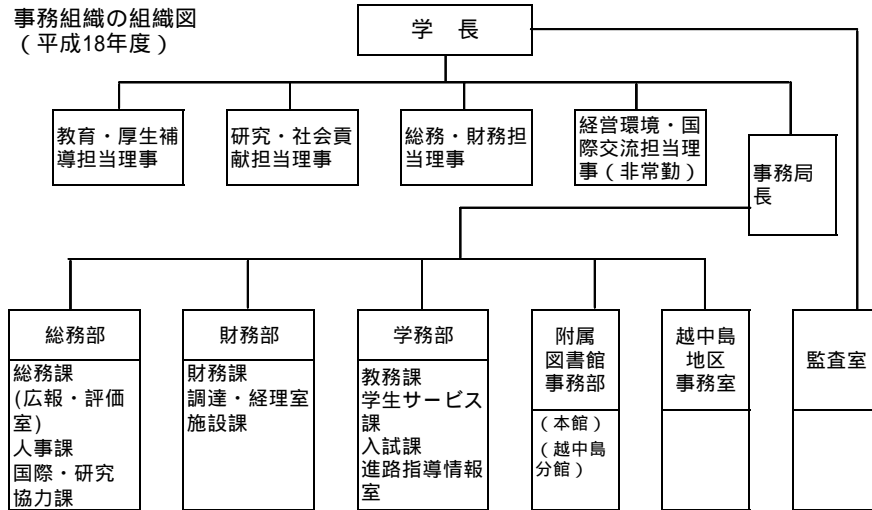 事務組織の組織図
（平成18年度）
学　長
教育・厚生補
導担当理事
研究・社会貢
献担当理事
総務・財務担
当理事
経営環境・国
際交流担当理
事（非常勤）
事務局
長
総務部
総務課
(広報・評価
室)
人事課
国際・研究
協力課
財務部
財務課
調達・経理室
施設課
学務部
教務課
学生サービス
課
入試課
進路指導情報
室
附属
図書館
事務部
（本館）
（越中島
分館）
越中島
地区
事務室
監査室